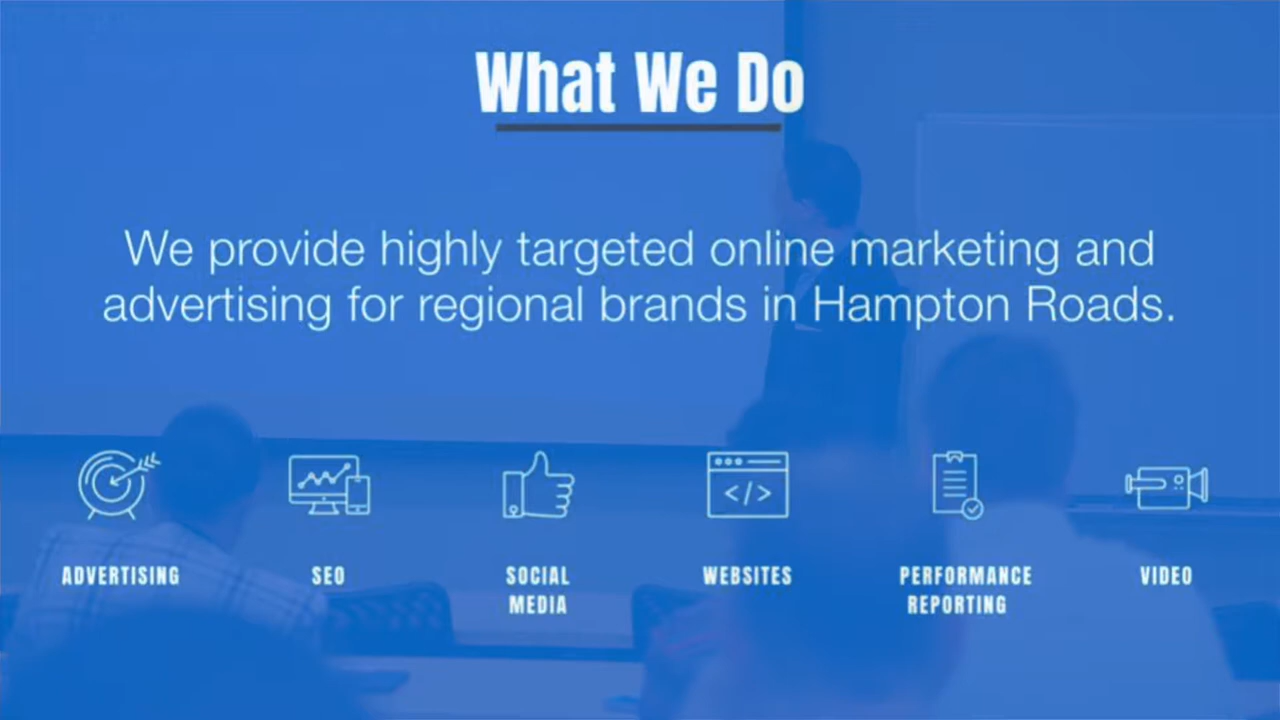 What We Do
We provide highly targeted online marketing and
advertising for regional brands in Hampton Roads.
</>
ADVERTISING
SEO
SOCIAL
MEDIA
WEBSITES
PERFORMANCE
REPORTING
VIDEO